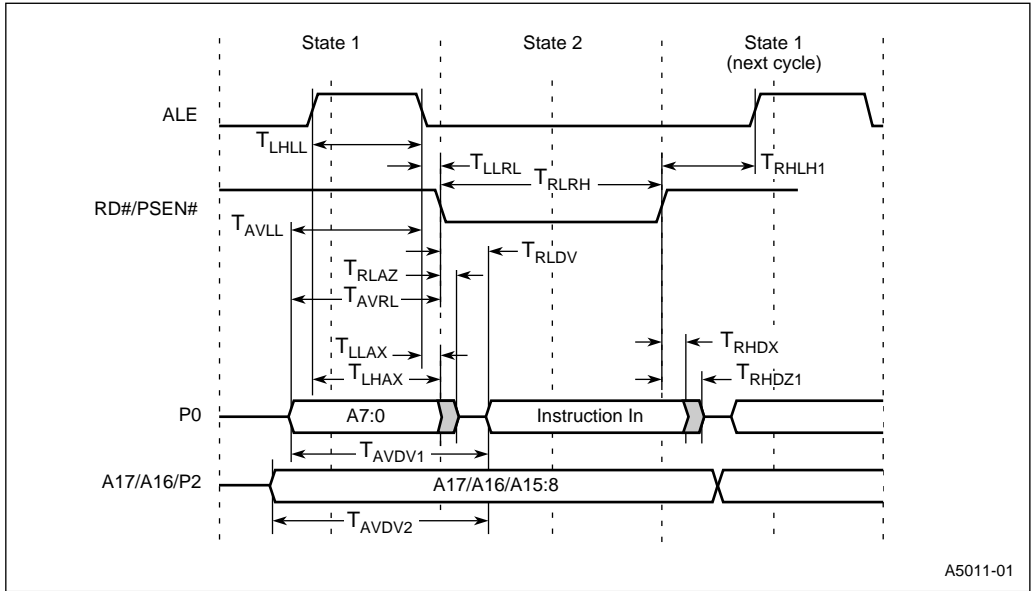 State 1
State 2
State 1
(next cycle)
ALE
TLHLL
TLLRL
TRLRH
TRHLH1
RD#/PSEN#
TAVLL
TRLDV
TRLAZ
TAVRL
TLLAX
TRHDX
TLHAX
TRHDZ1
P0
A7:0
Instruction In
TAVDV1
A17/A16/P2
A17/A16/A15:8
TAVDV2
A5011-01